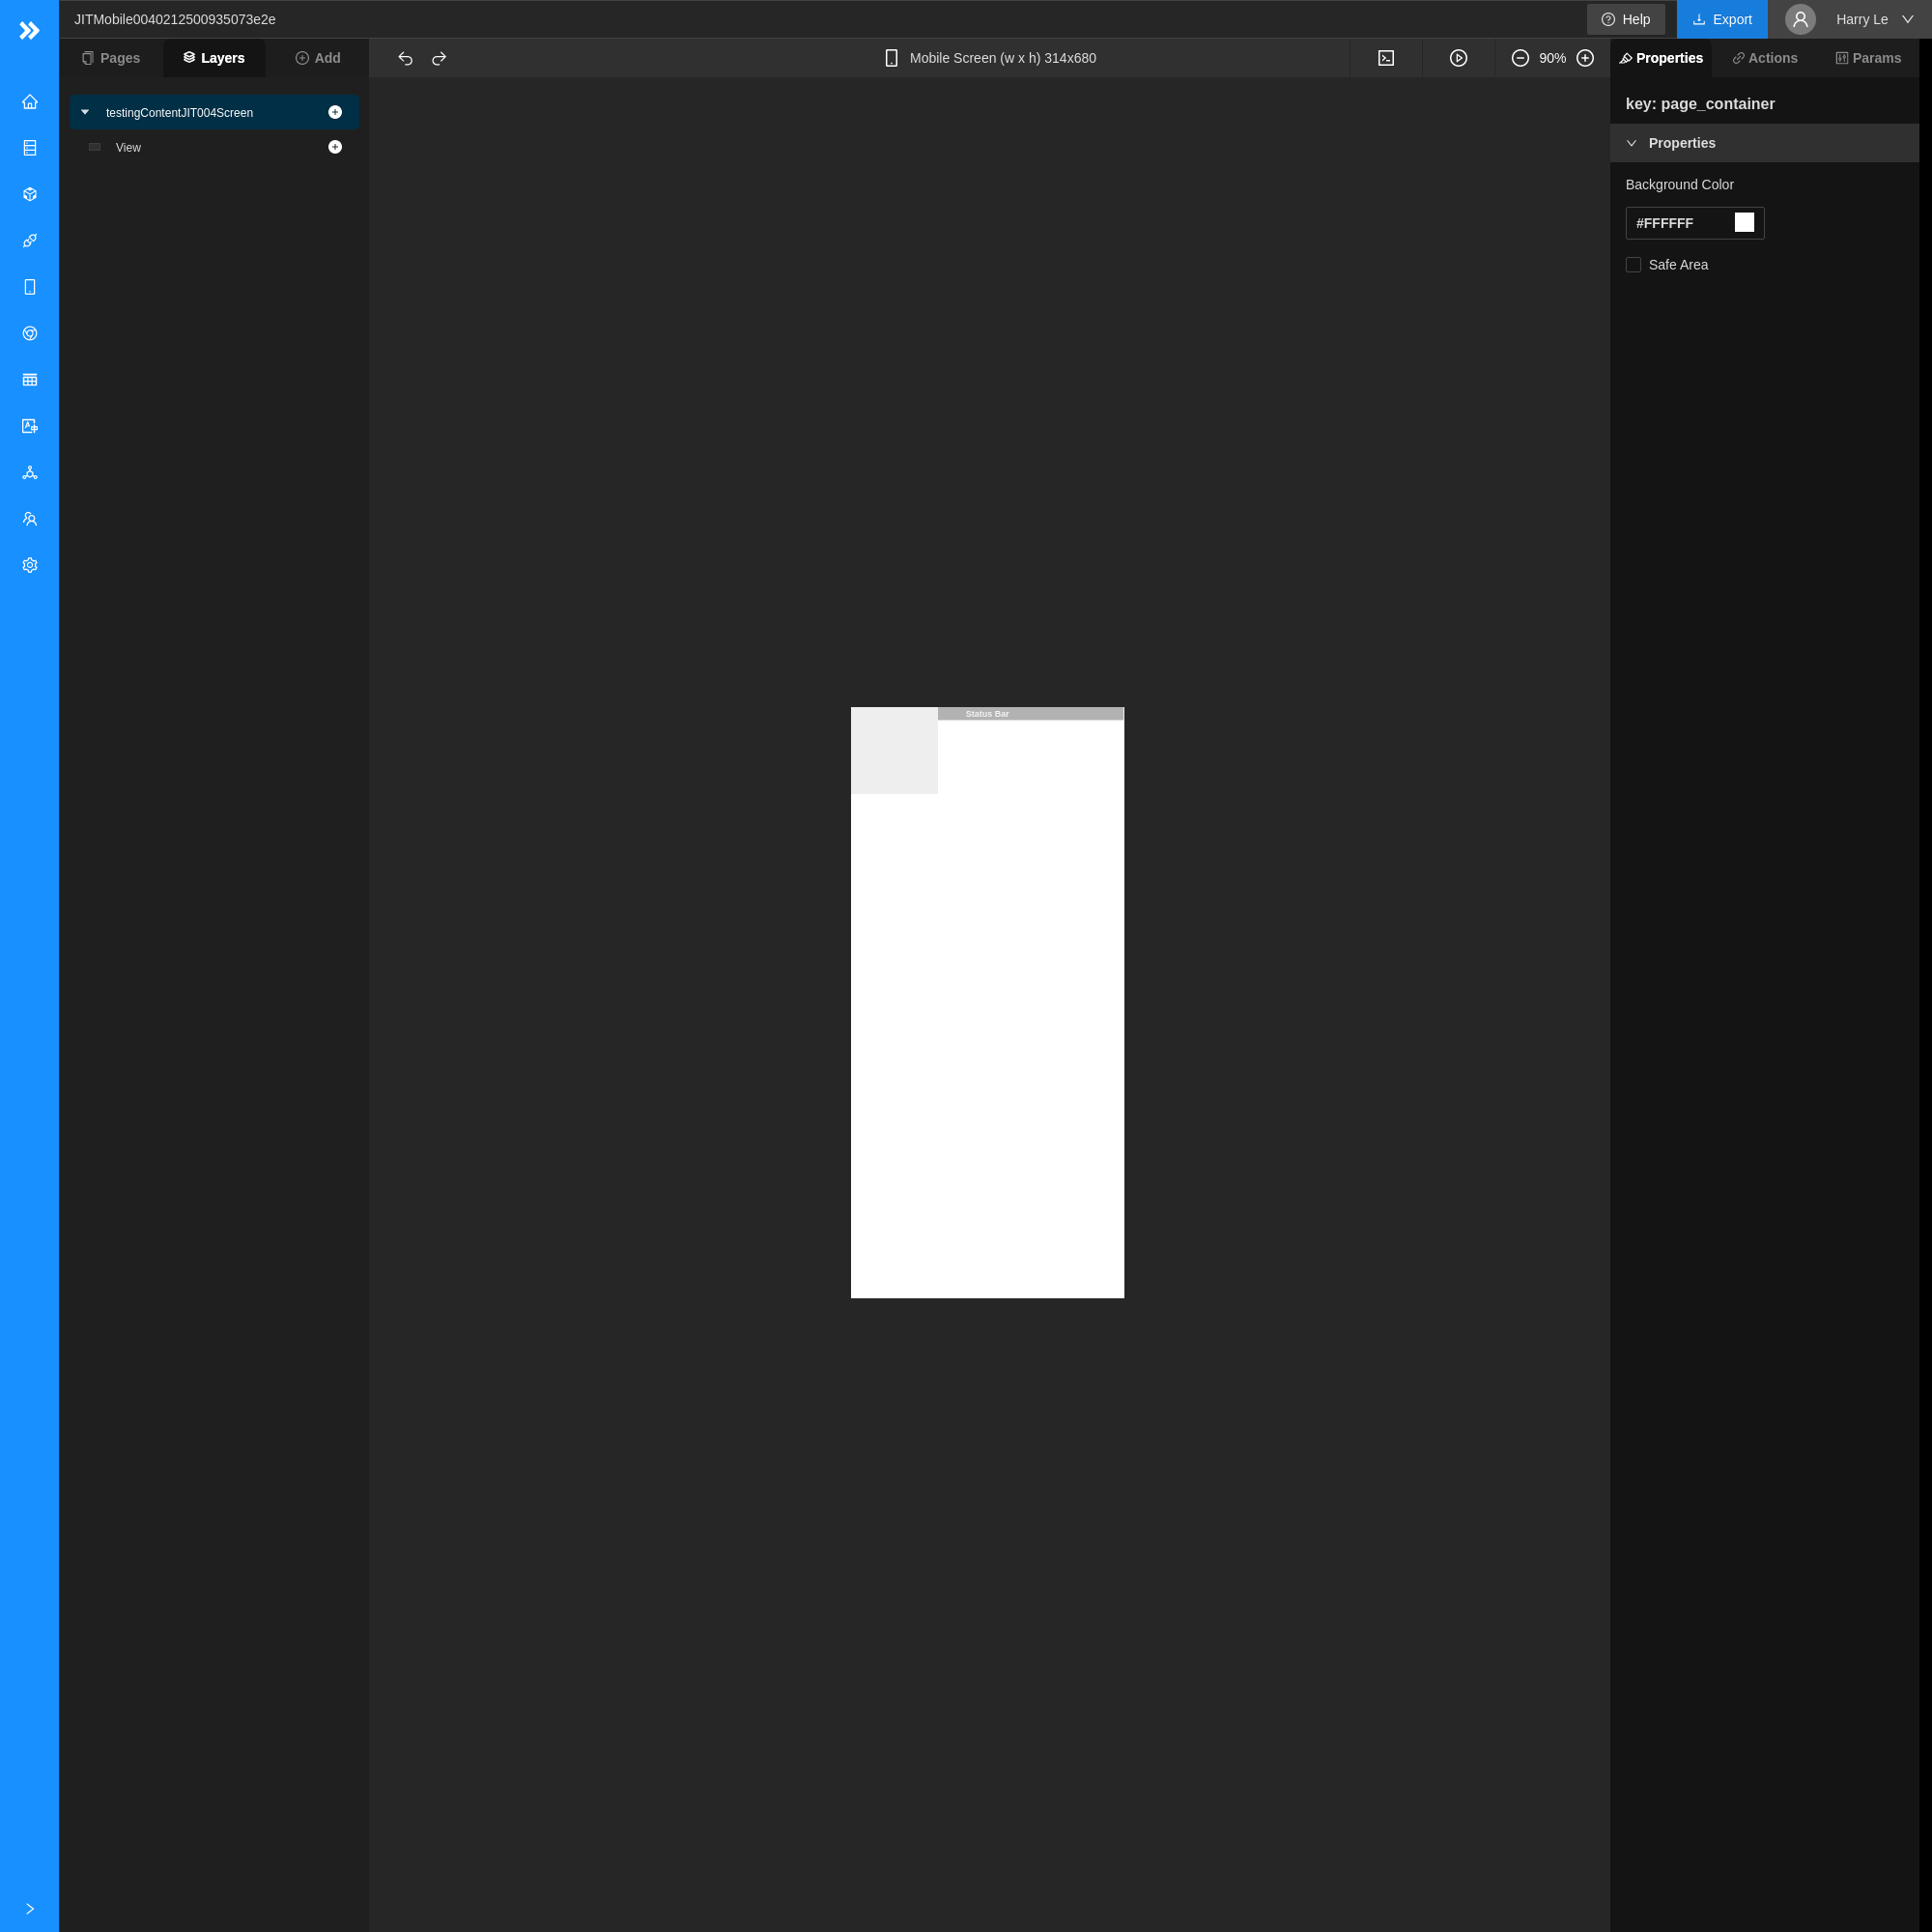 JITMobile0040212500935073e2e
Help
Export
Harry Le
Pages
Layers
Add
Mobile Screen (w x h) 314x680
90%
Properties
Actions
Params
testingContentJIT004Screen
View
key: page_container
Properties
Background Color
#FFFFFF
Safe Area
Status Bar